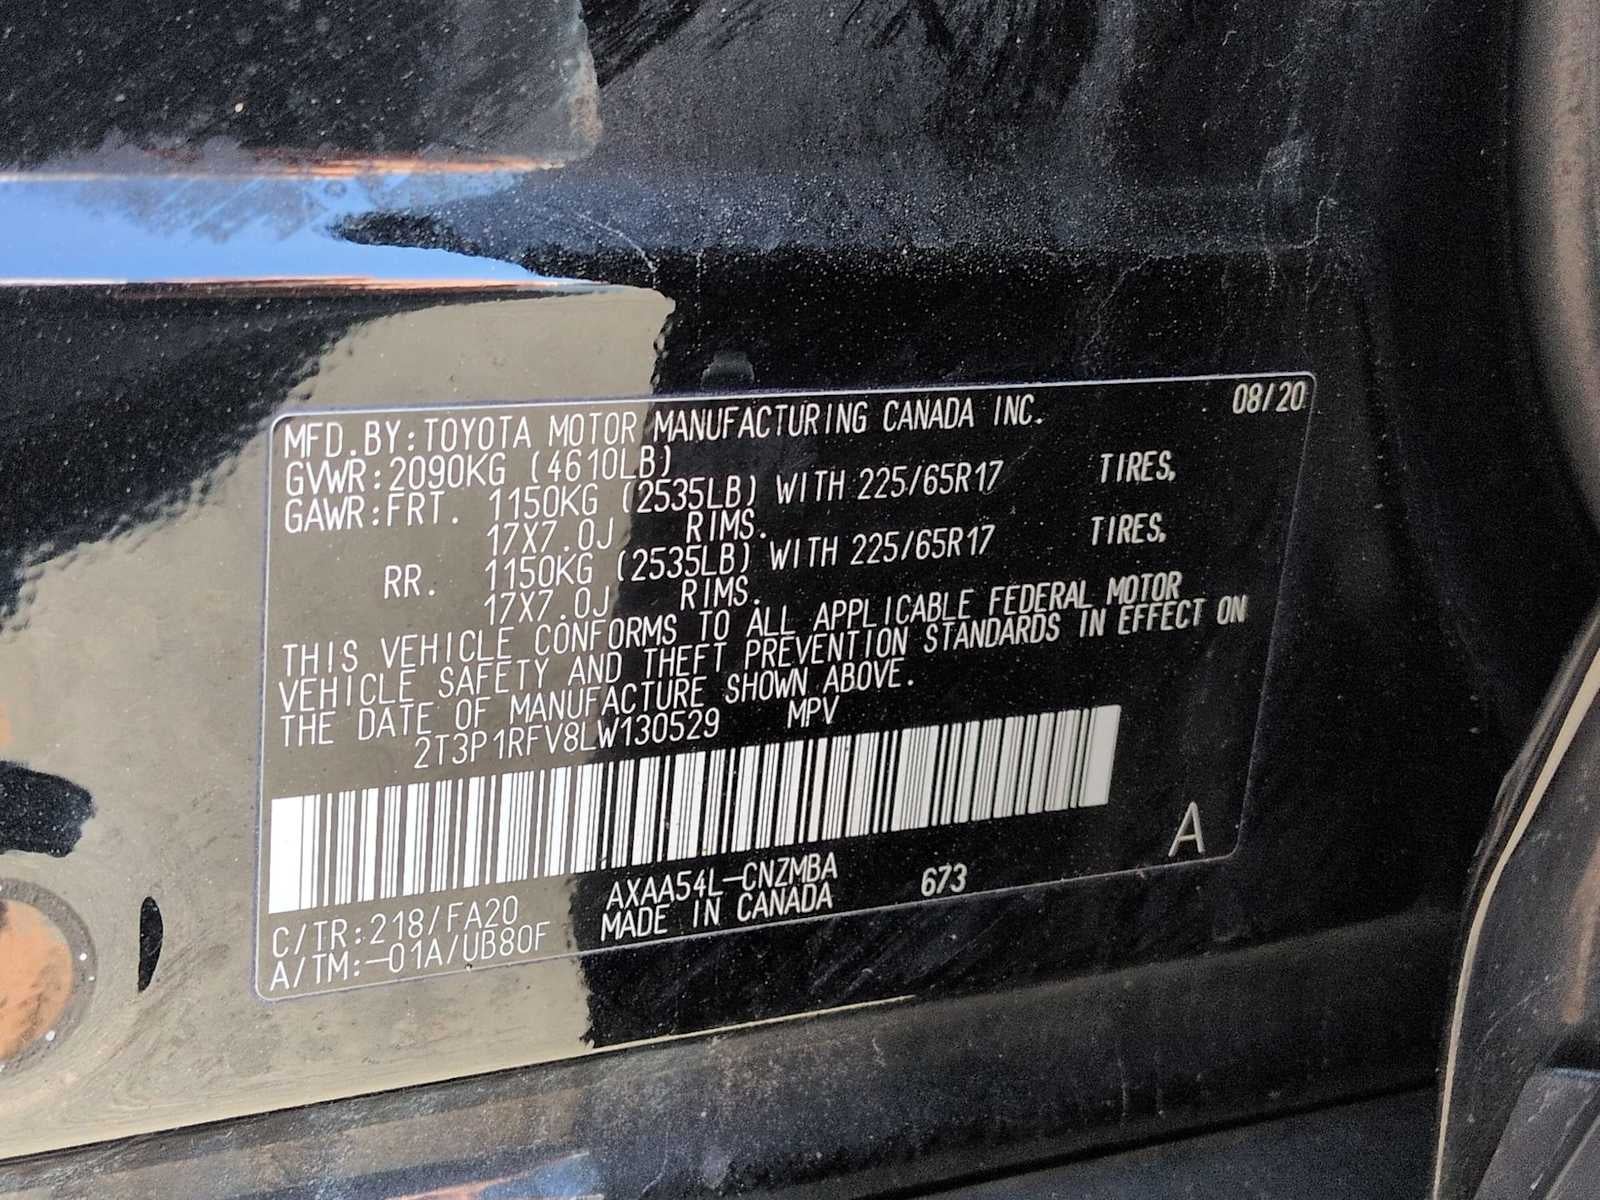 08/20
MFD.BY:TOYOTA MOTOR MANUFACTURING CANADA INC.
GVWR:2090KG (4610LB)
GAWR:FRT. 1150KG (2535LB) WITH 225/65R17 TIRES,
17X7.0J RIMS.
RR. 1150KG (2535LB) WITH 225/65R17 TIRES,
17X7.0J RIMS.
THIS VEHICLE CONFORMS TO ALL APPLICABLE FEDERAL MOTOR
VEHICLE SAFETY AND THEFT PREVENTION STANDARDS IN EFFECT ON
THE DATE OF MANUFACTURE SHOWN ABOVE.
2T3P1RFV8LW130529 MPV
A
AXAA54L-CNZMBA 673
C/TR:218/FA20 MADE IN CANADA
A/TM:-01A/UB80F